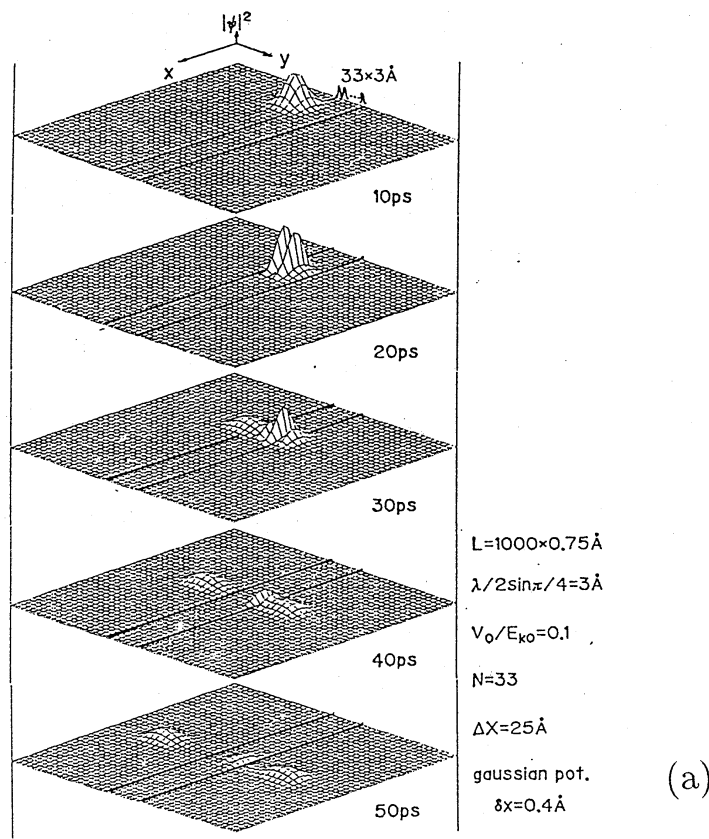 |ψ|²
x
y
33×3Å
10ps
20ps
30ps
40ps
50ps
L=1000×0.75Å
λ/2sinπ/4=3Å
V₀/Eₖ₀=0.1
N=33
ΔX=25Å
gaussian pot.
δx=0.4Å
(a)